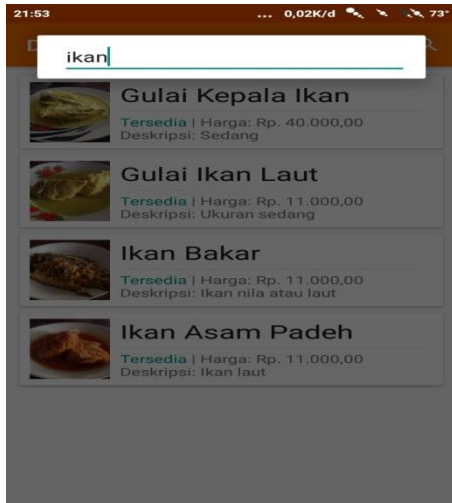 21:53 ... 0,02K/d 73°
D
ikan
Gulai Kepala Ikan
Tersedia | Harga: Rp. 40.000,00
Deskripsi: Sedang
Gulai Ikan Laut
Tersedia | Harga: Rp. 11.000,00
Deskripsi: Ukuran sedang
Ikan Bakar
Tersedia | Harga: Rp. 11.000,00
Deskripsi: Ikan nila atau laut
Ikan Asam Padeh
Tersedia | Harga: Rp. 11.000,00
Deskripsi: Ikan laut